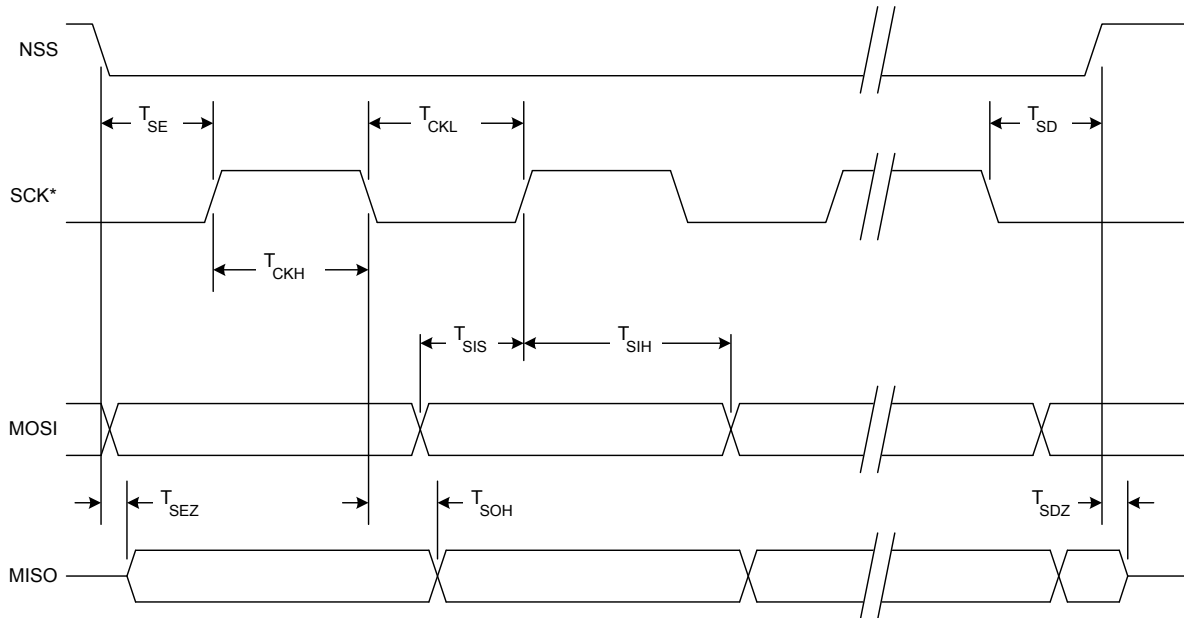 NSS
T_SE
T_CKL
T_SD
SCK*
T_CKH
T_SIS
T_SIH
MOSI
T_SEZ
T_SOH
T_SDZ
MISO